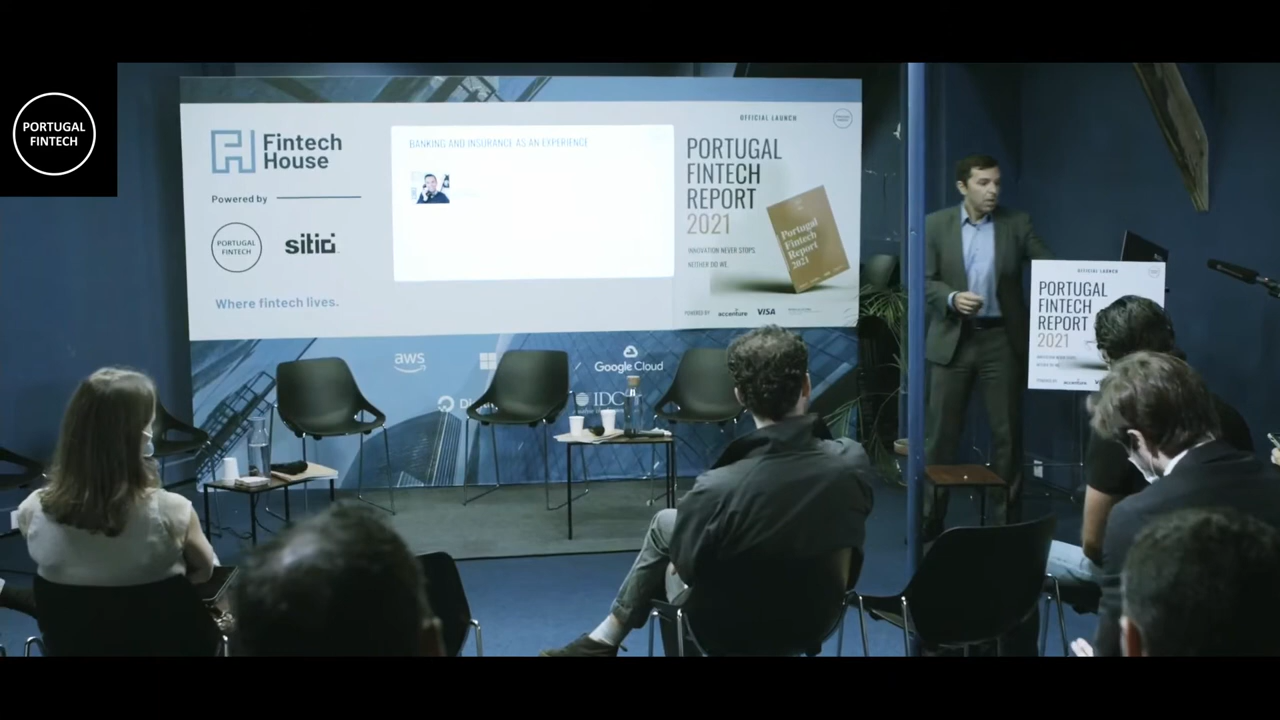 PORTUGAL
FINTECH
Fintech
House
Powered by
PORTUGAL
FINTECH
sitio
Where fintech lives.
BANKING AND INSURANCE AS AN EXPERIENCE
OFFICIAL LAUNCH
PORTUGAL
FINTECH
REPORT
2021
INNOVATION NEVER STOPS.
NEITHER DO WE.
Portugal
Fintech
Report
2021
POWERED BY
accenture
VISA
aws
Google Cloud
IDC
OFFICIAL LAUNCH
PORTUGAL
FINTECH
REPORT
2021
accenture